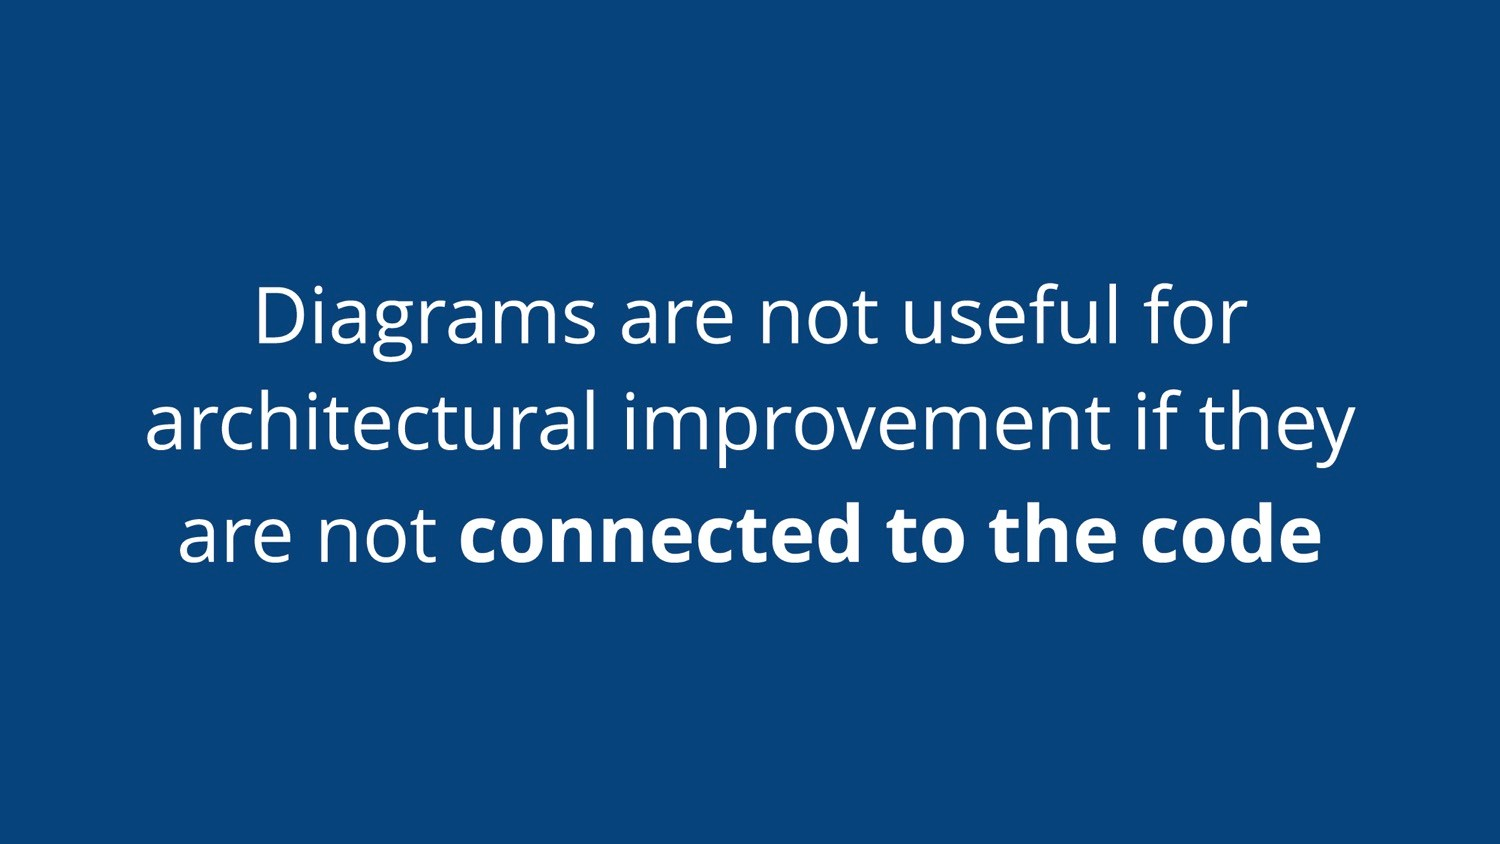 Diagrams are not useful for
architectural improvement if they
are not connected to the code